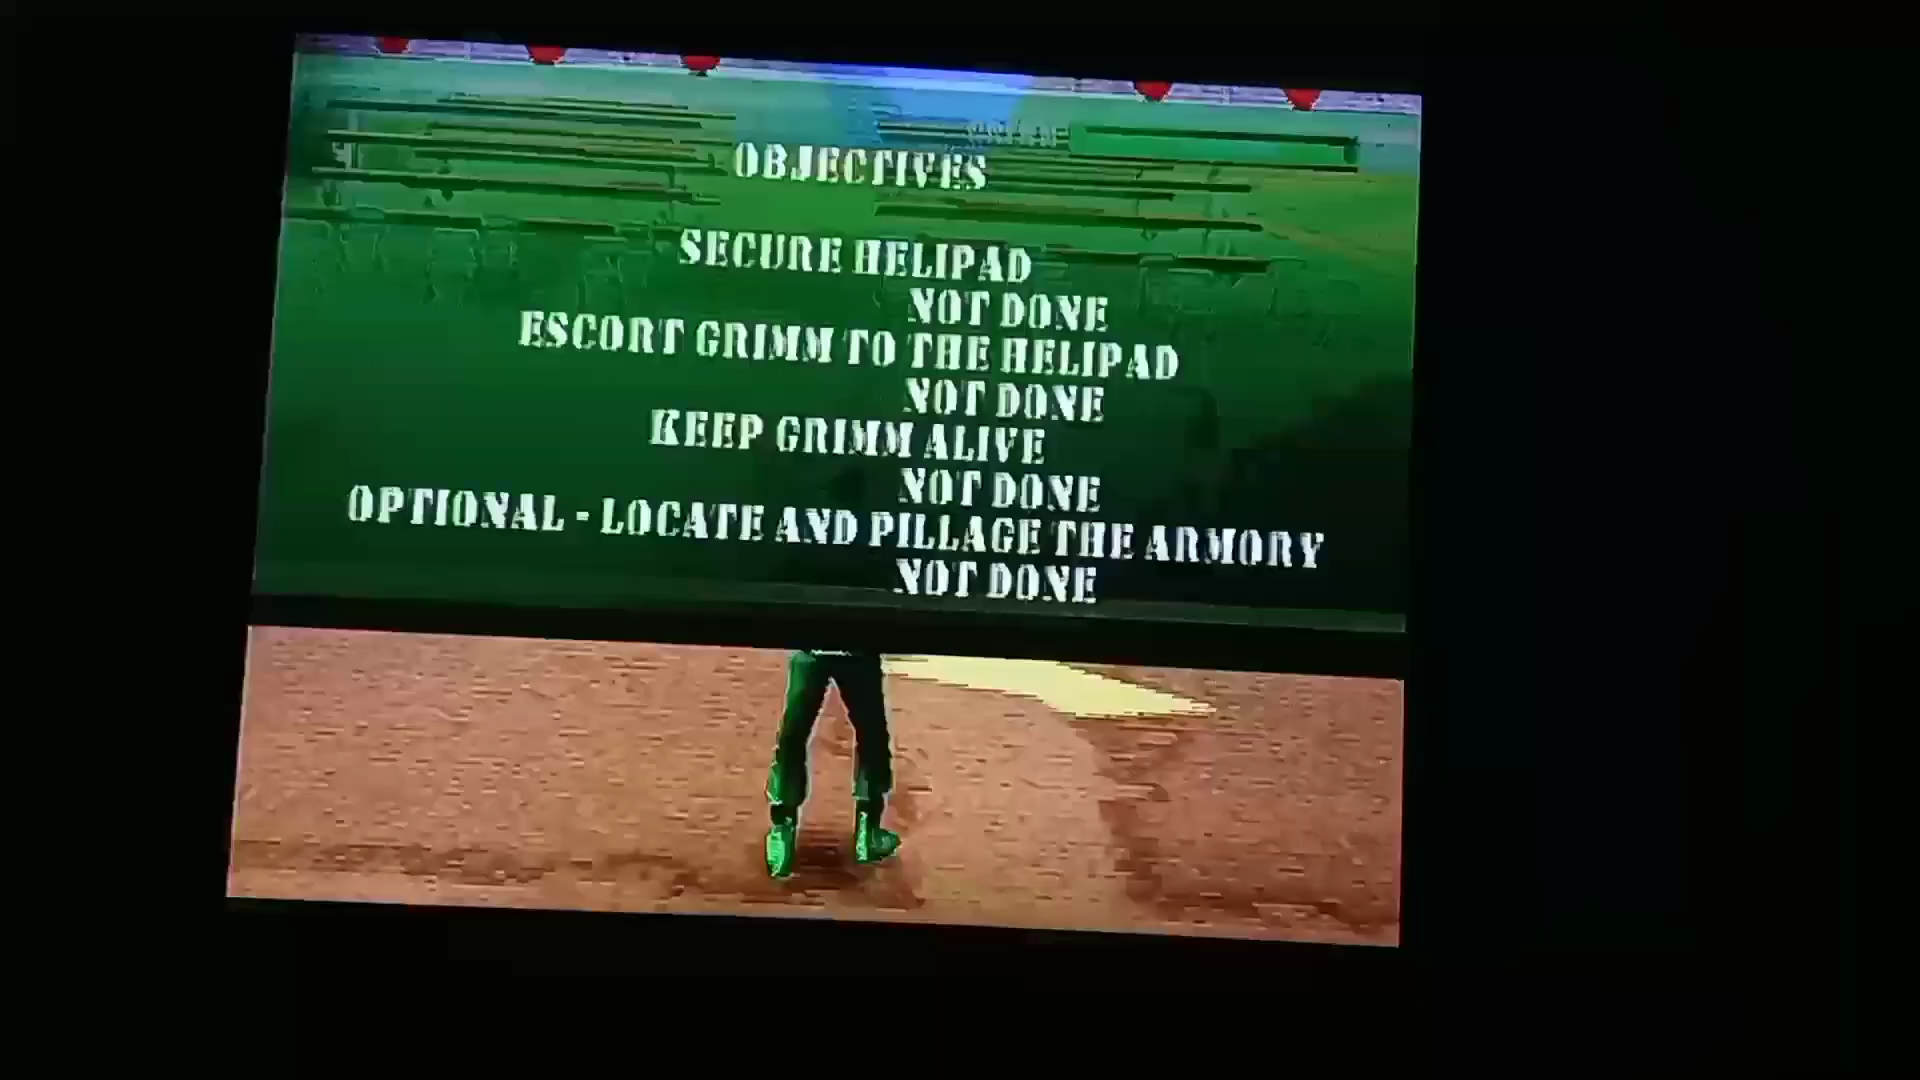 OBJECTIVES
SECURE HELIPAD
NOT DONE
ESCORT GRIMM TO THE HELIPAD
NOT DONE
KEEP GRIMM ALIVE
NOT DONE
OPTIONAL - LOCATE AND PILLAGE THE ARMORY
NOT DONE